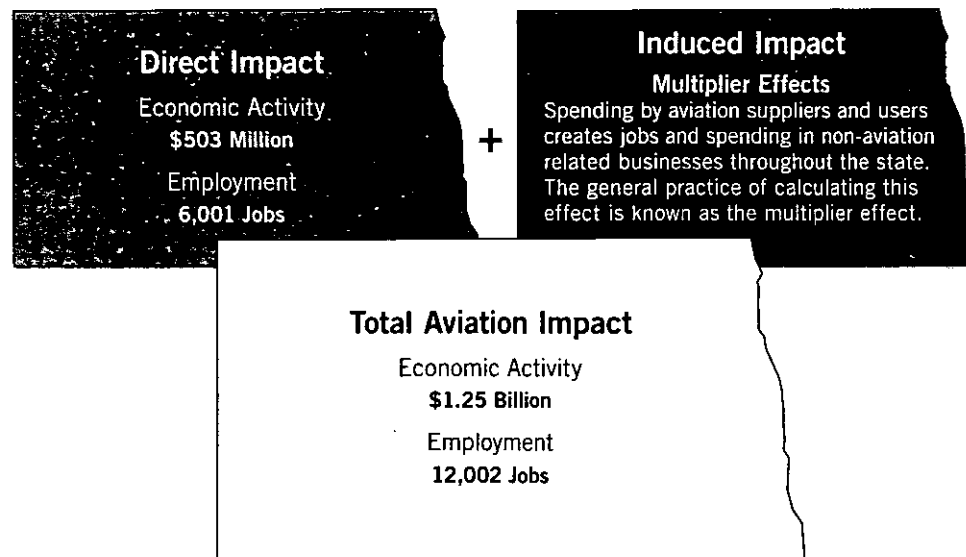 Direct Impact
Economic Activity
$503 Million
Employment
6,001 Jobs
+
Induced Impact
Multiplier Effects
Spending by aviation suppliers and users
creates jobs and spending in non-aviation
related businesses throughout the state.
The general practice of calculating this
effect is known as the multiplier effect.
Total Aviation Impact
Economic Activity
$1.25 Billion
Employment
12,002 Jobs